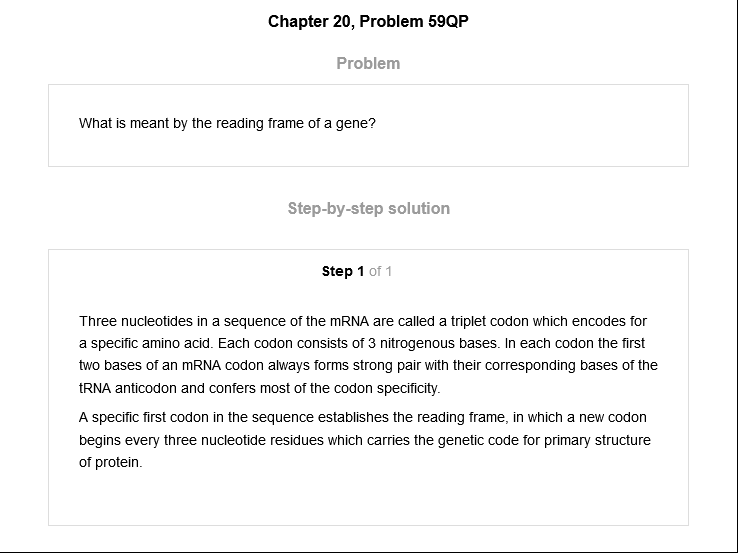 Chapter 20, Problem 59QP
Problem
What is meant by the reading frame of a gene?
Step-by-step solution
Step 1 of 1
Three nucleotides in a sequence of the mRNA are called a triplet codon which encodes for
a specific amino acid. Each codon consists of 3 nitrogenous bases. In each codon the first
two bases of an mRNA codon always forms strong pair with their corresponding bases of the
tRNA anticodon and confers most of the codon specificity.
A specific first codon in the sequence establishes the reading frame, in which a new codon
begins every three nucleotide residues which carries the genetic code for primary structure
of protein.